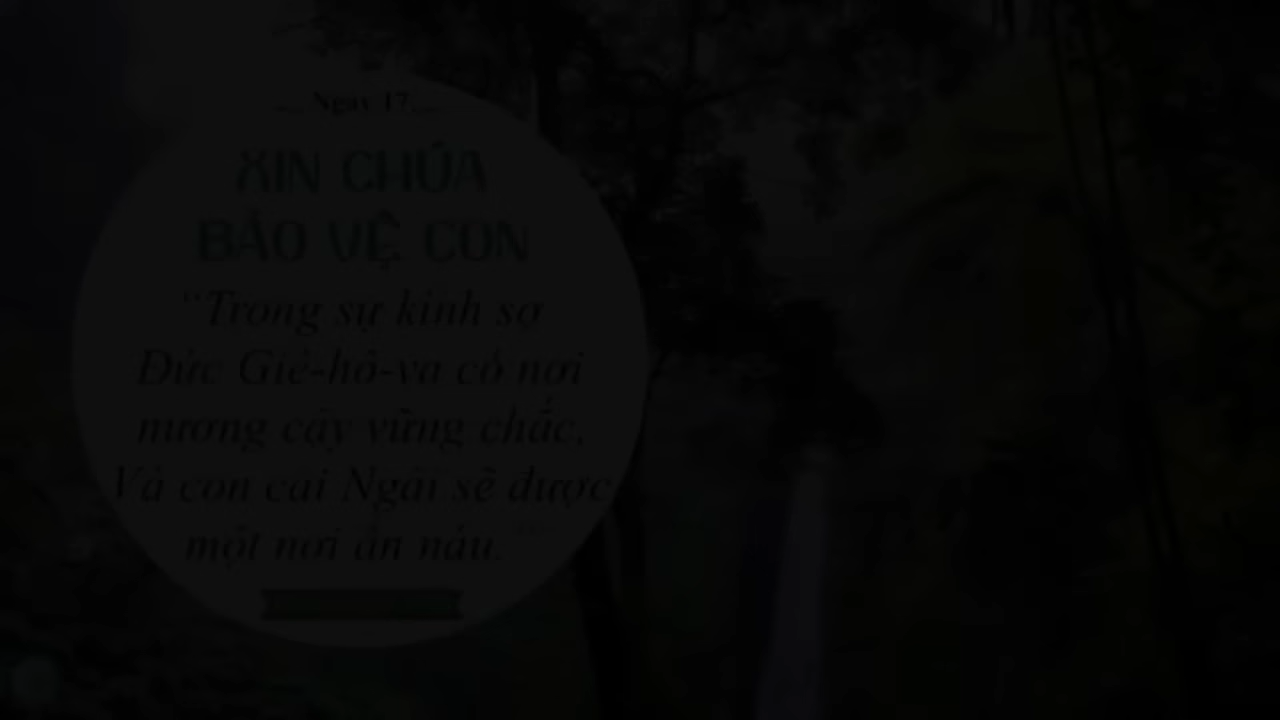 Ngày 17
XIN CHÚA
BẢO VỆ CON
“Trong sự kính sợ
Đức Giê-hô-va có nơi
nương cậy vững chắc,
Và con cái Ngài sẽ được
một nơi ẩn náu.”